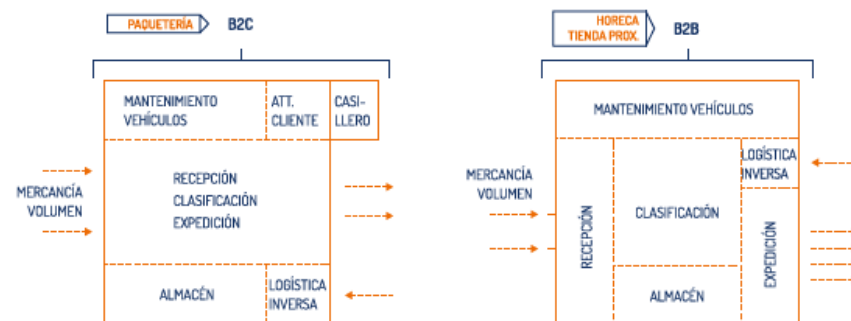 PAQUETERÍA
B2C
MANTENIMIENTO
VEHÍCULOS
ATT.
CLIENTE
CASI-
LLERO
MERCANCÍA
VOLUMEN
RECEPCIÓN
CLASIFICACIÓN
EXPEDICIÓN
ALMACÉN
LOGÍSTICA
INVERSA
HORECA
TIENDA PROX.
B2B
MANTENIMIENTO VEHÍCULOS
MERCANCÍA
VOLUMEN
RECEPCIÓN
CLASIFICACIÓN
LOGÍSTICA
INVERSA
EXPEDICIÓN
ALMACÉN